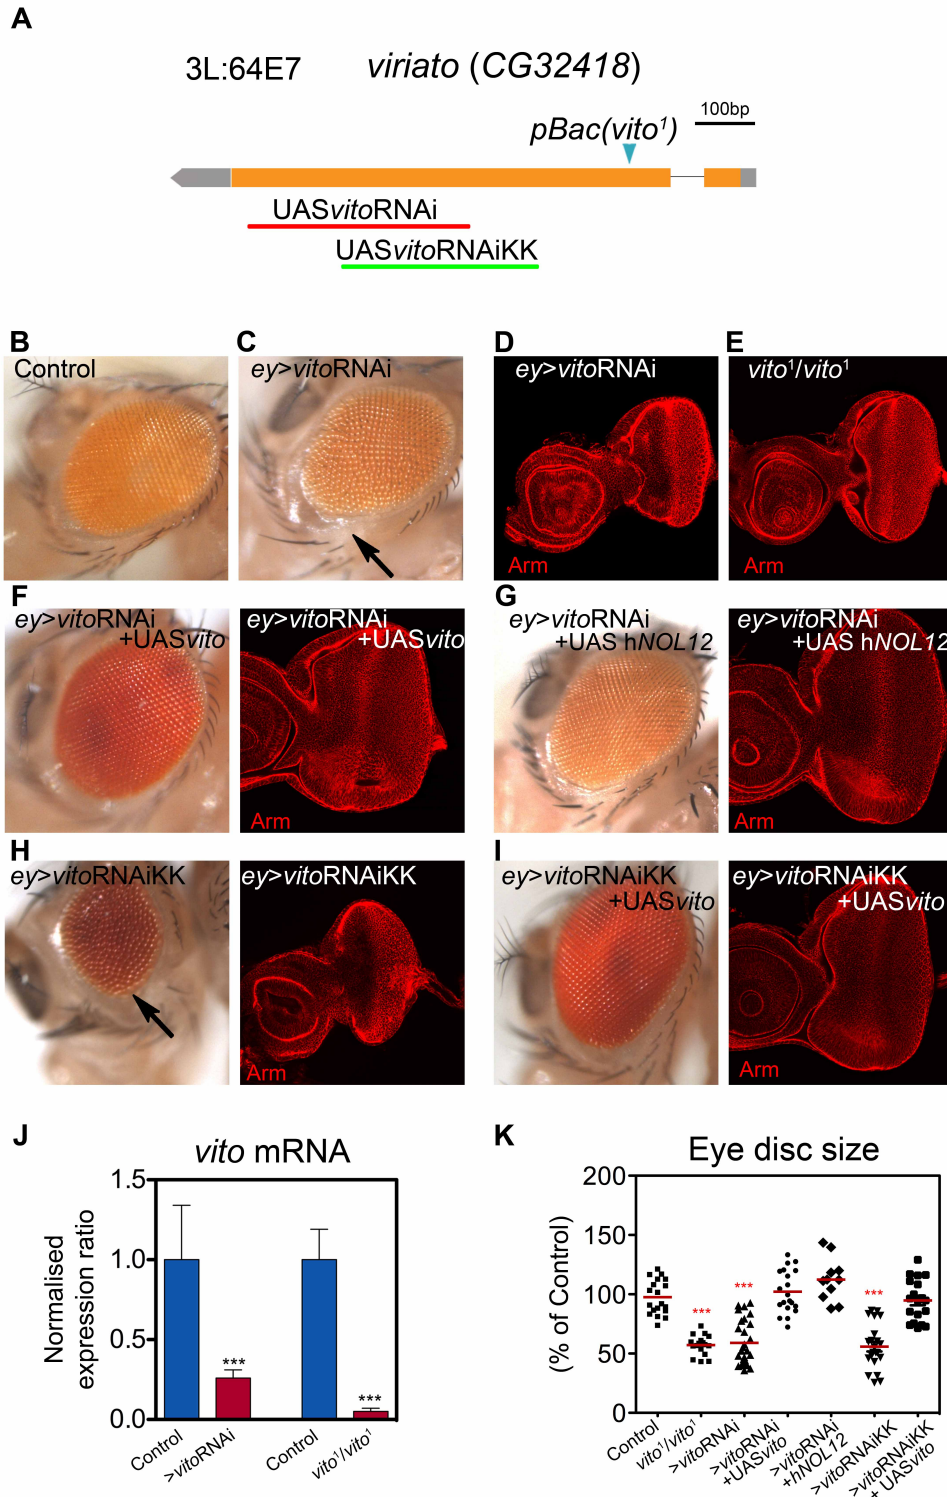 A
3L:64E7 viriato (CG32418)
100bp
pBac(vito¹)
UASvitoRNAi
UASvitoRNAiKK
B
Control
C
ey>vitoRNAi
D
ey>vitoRNAi
Arm
E
vito¹/vito¹
Arm
F
ey>vitoRNAi
+UASvito
ey>vitoRNAi
+UASvito
Arm
G
ey>vitoRNAi
+UAS hNOL12
ey>vitoRNAi
+UAS hNOL12
Arm
H
ey>vitoRNAiKK
ey>vitoRNAiKK
Arm
I
ey>vitoRNAiKK
+UASvito
ey>vitoRNAiKK
+UASvito
Arm
J
vito mRNA
Normalised
expression ratio
1.5
1.0
0.5
0.0
***
***
Control
>vitoRNAi
Control
vito¹/vito¹
K
Eye disc size
(% of Control)
200
150
100
50
0
***
***
***
Control
vito¹/vito¹
>vitoRNAi
>vitoRNAi
+UASvito
>vitoRNAi
+hNOL12
>vitoRNAiKK
>vitoRNAiKK
+ UASvito